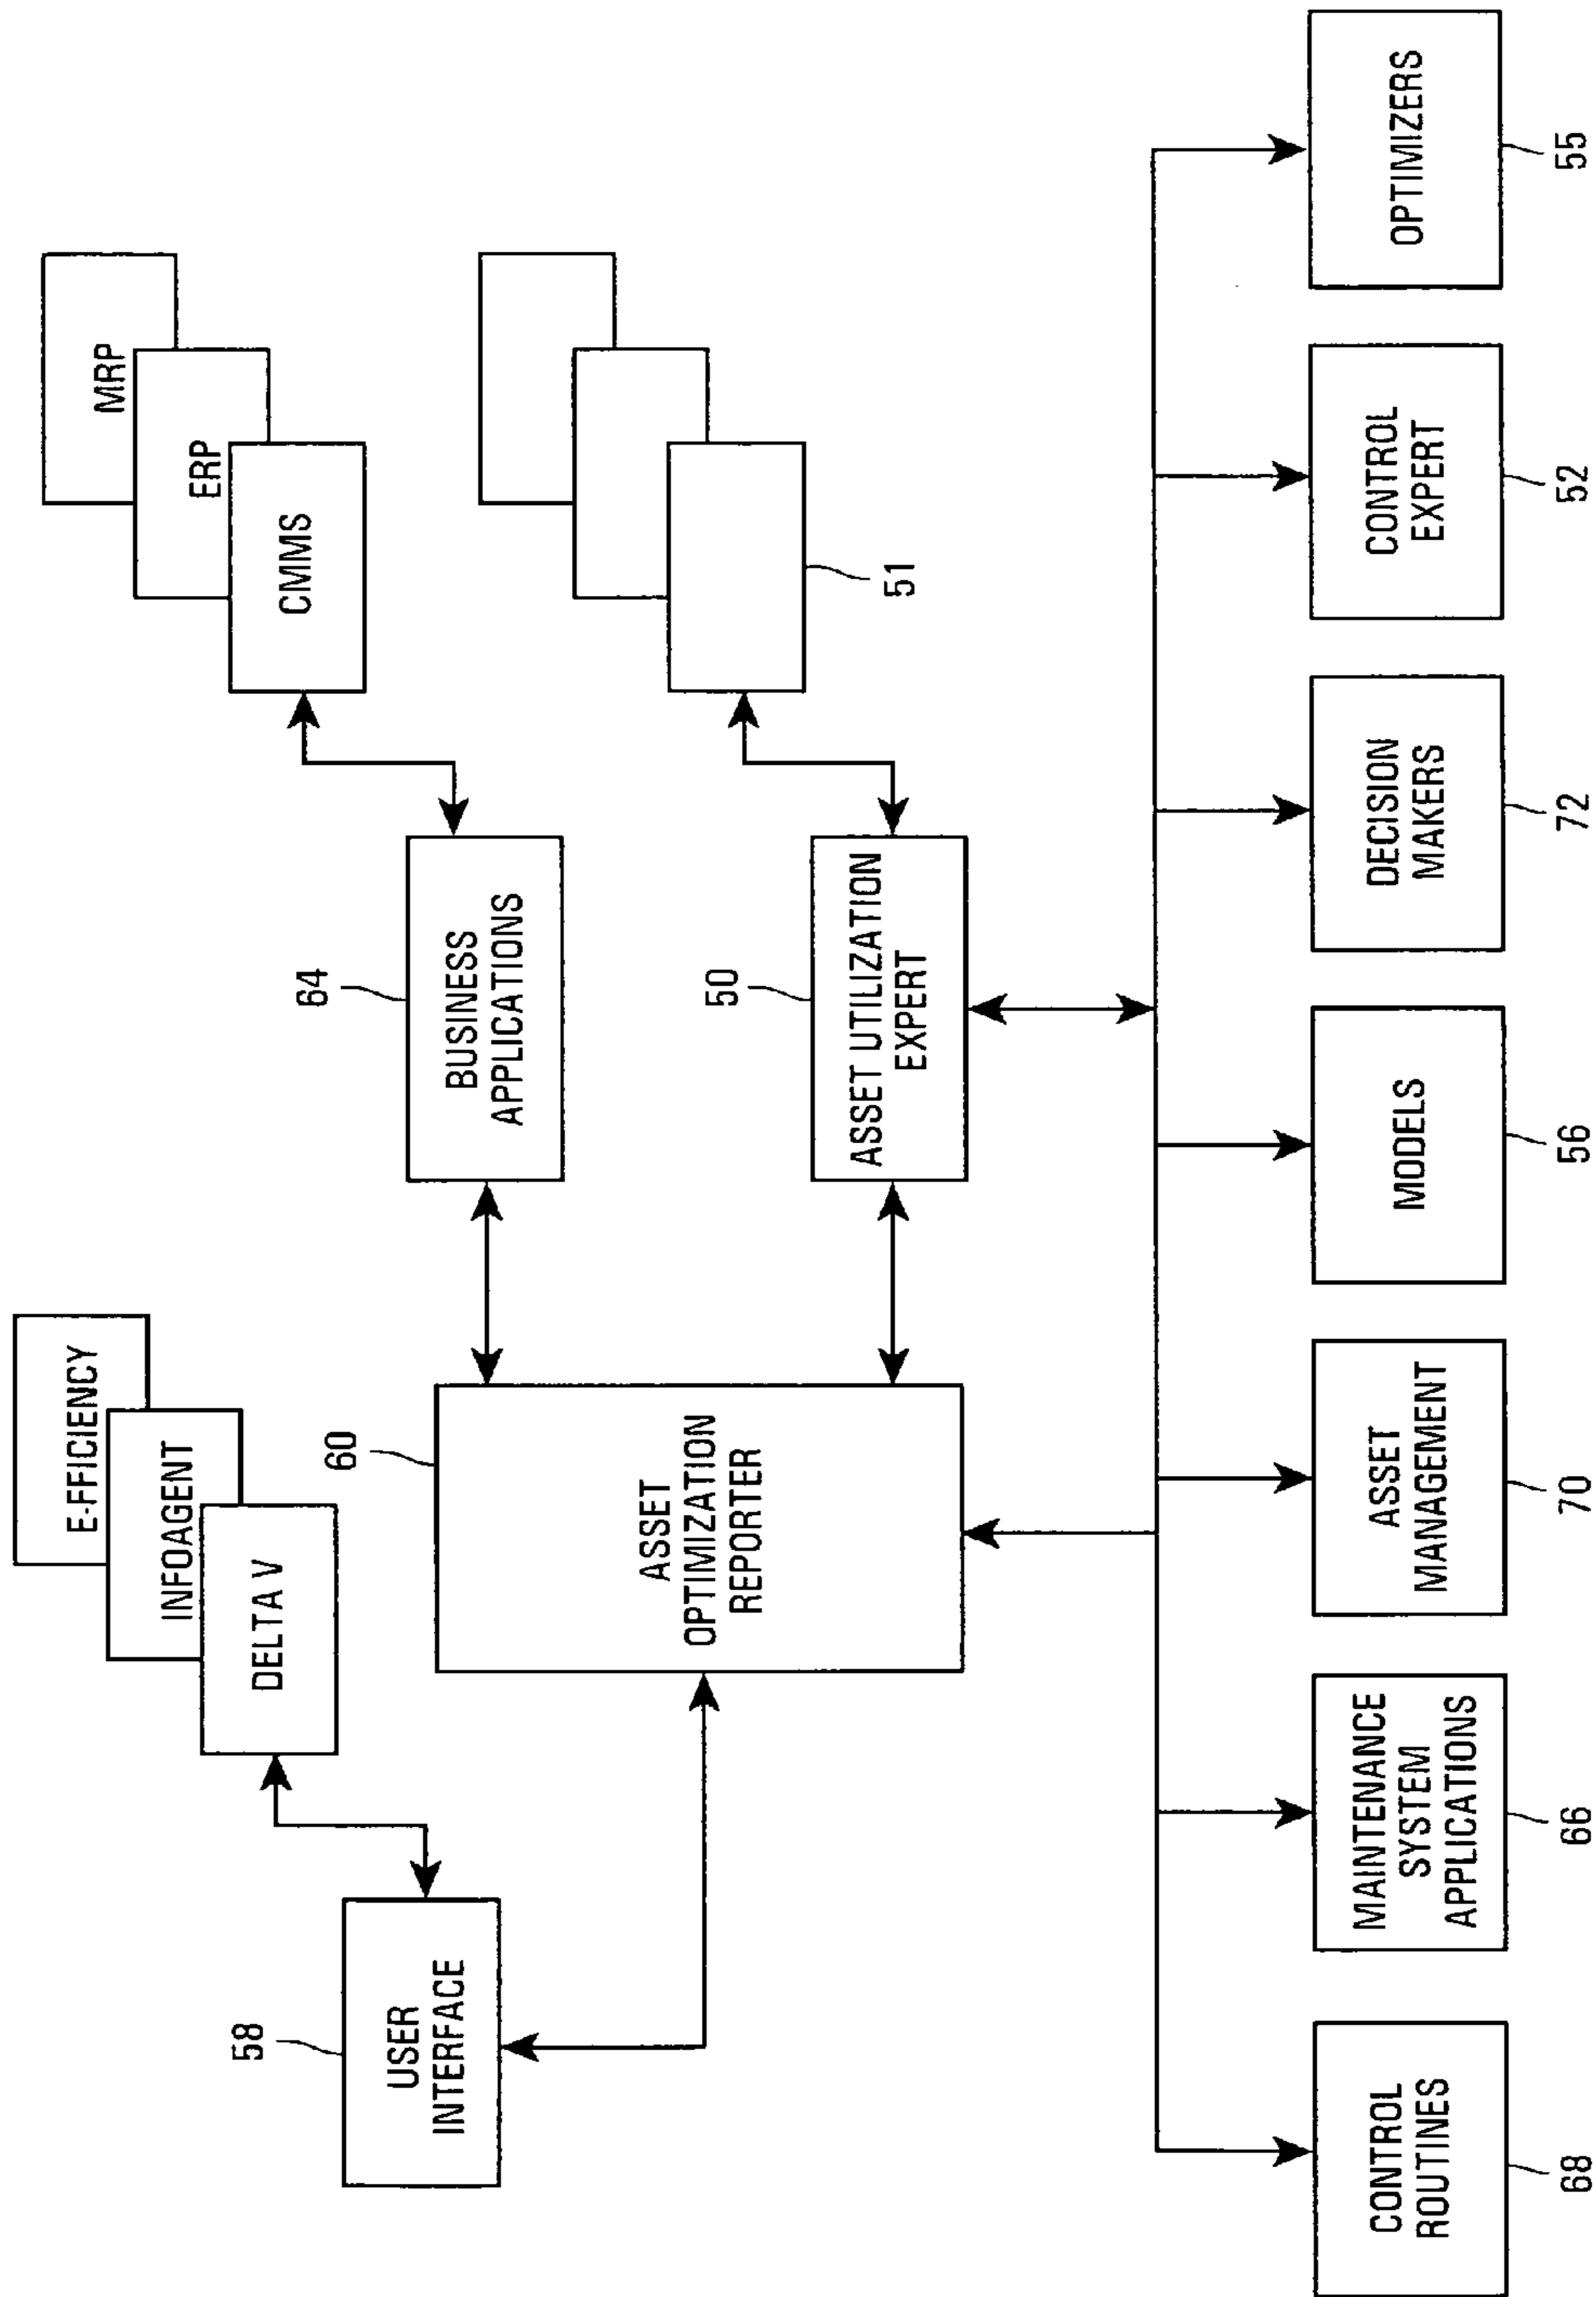 E-FFICIENCY
INFOAGENT
DELTA V
MRP
ERP
CMMS
58
USER
INTERFACE
60
ASSET
OPTIMIZATION
REPORTER
64
BUSINESS
APPLICATIONS
50
ASSET UTILIZATION
EXPERT
51
CONTROL
ROUTINES
68
MAINTENANCE
SYSTEM
APPLICATIONS
66
ASSET
MANAGEMENT
70
MODELS
56
DECISION
MAKERS
72
CONTROL
EXPERT
52
OPTIMIZERS
55